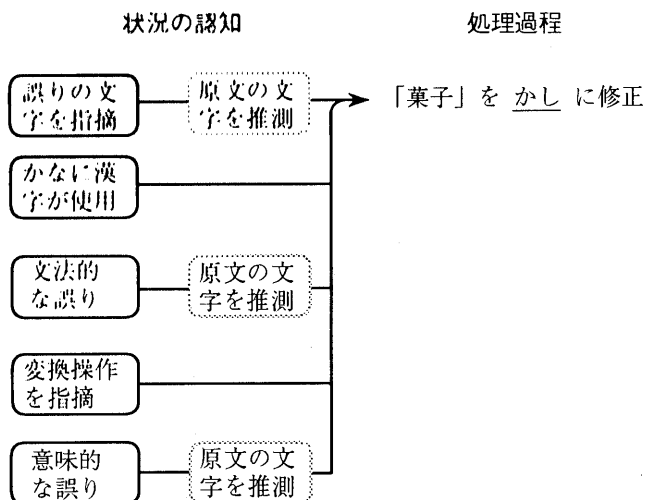 状況の認知
処理過程
誤りの文
字を指摘
原文の文
字を推測
「菓子」を かし に修正
かなに漢
字が使用
文法的
な誤り
原文の文
字を推測
変換操作
を指摘
意味的
な誤り
原文の文
字を推測